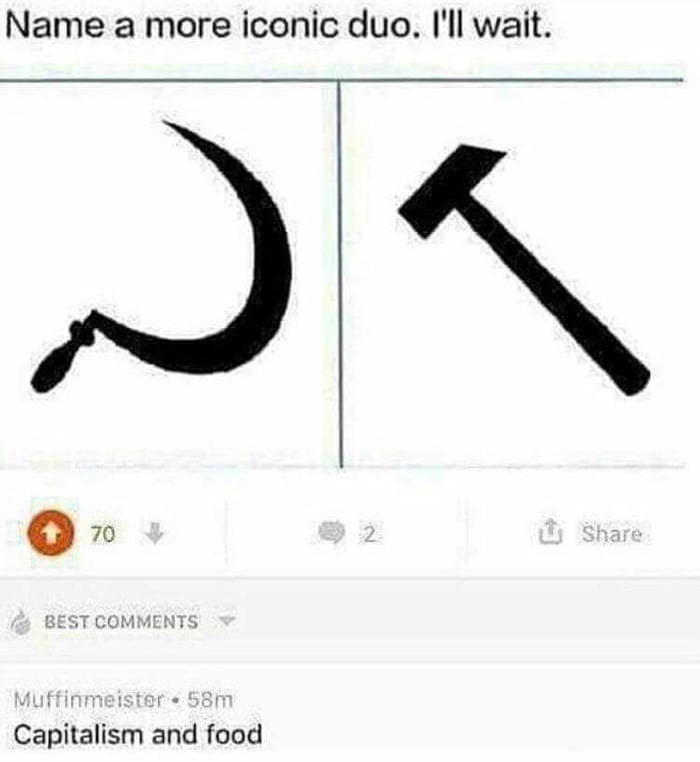 Name a more iconic duo. I'll wait.
70
2
Share
BEST COMMENTS
Muffinmeister • 58m
Capitalism and food